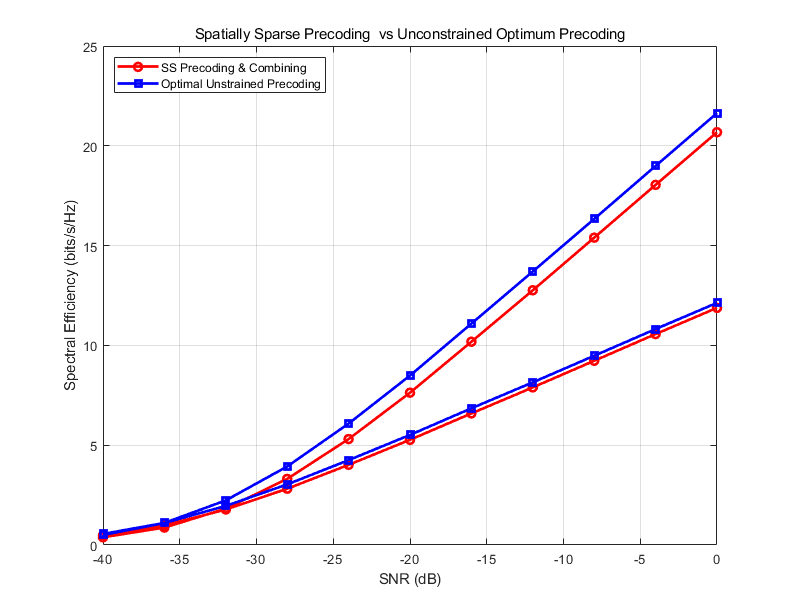 Spatially Sparse Precoding  vs Unconstrained Optimum Precoding
25
SS Precoding & Combining
Optimal Unstrained Precoding
20
15
10
5
0
Spectral Efficiency (bits/s/Hz)
-40 -35 -30 -25 -20 -15 -10 -5 0
SNR (dB)